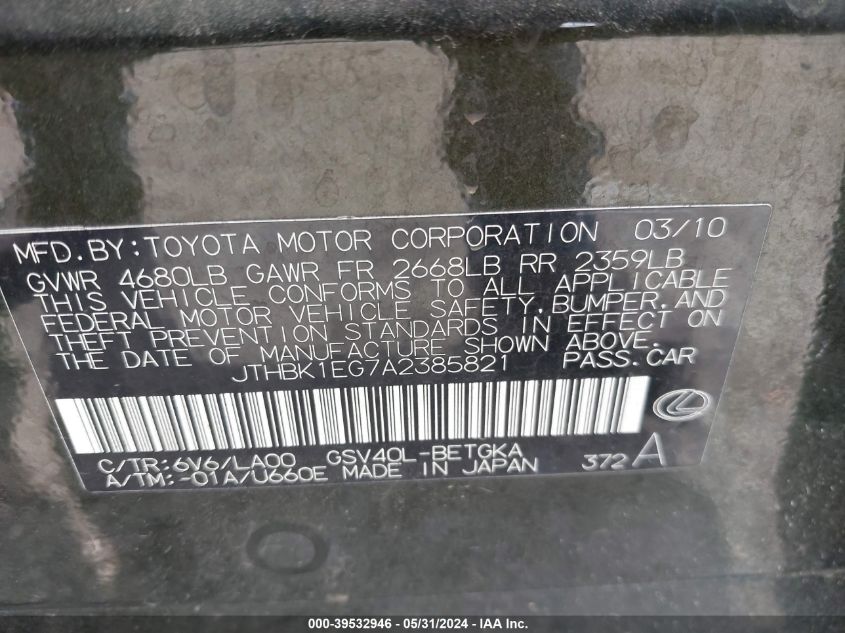 MFD. BY: TOYOTA MOTOR CORPORATION 03/10
GVWR 4680LB GAWR FR 2668LB RR 2359LB
THIS VEHICLE CONFORMS TO ALL APPLICABLE
FEDERAL MOTOR VEHICLE SAFETY, BUMPER, AND
THEFT PREVENTION STANDARDS IN EFFECT ON
THE DATE OF MANUFACTURE SHOWN ABOVE.
JTHBK1EG7A2385821 PASS. CAR
C/TR: 6V6/LA00 GSV40L-BETGKA 372 A
A/TM: -01A/U660E MADE IN JAPAN
000-39532946 - 05/31/2024 - IAA Inc.